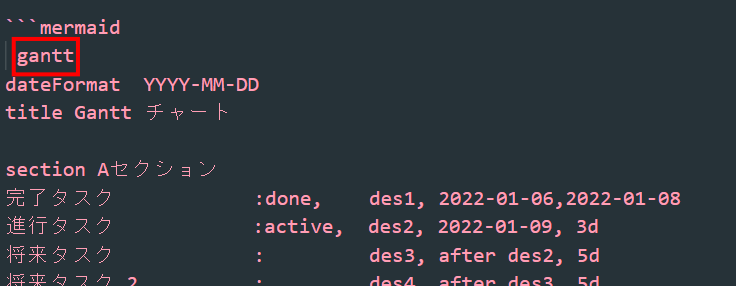 ```mermaid
gantt
dateFormat  YYYY-MM-DD
title Gantt チャート
section Aセクション
完了タスク           :done,    des1, 2022-01-06,2022-01-08
進行タスク           :active,  des2, 2022-01-09, 3d
将来タスク           :         des3, after des2, 5d
将来タスク 2         :         des4, after des3, 5d